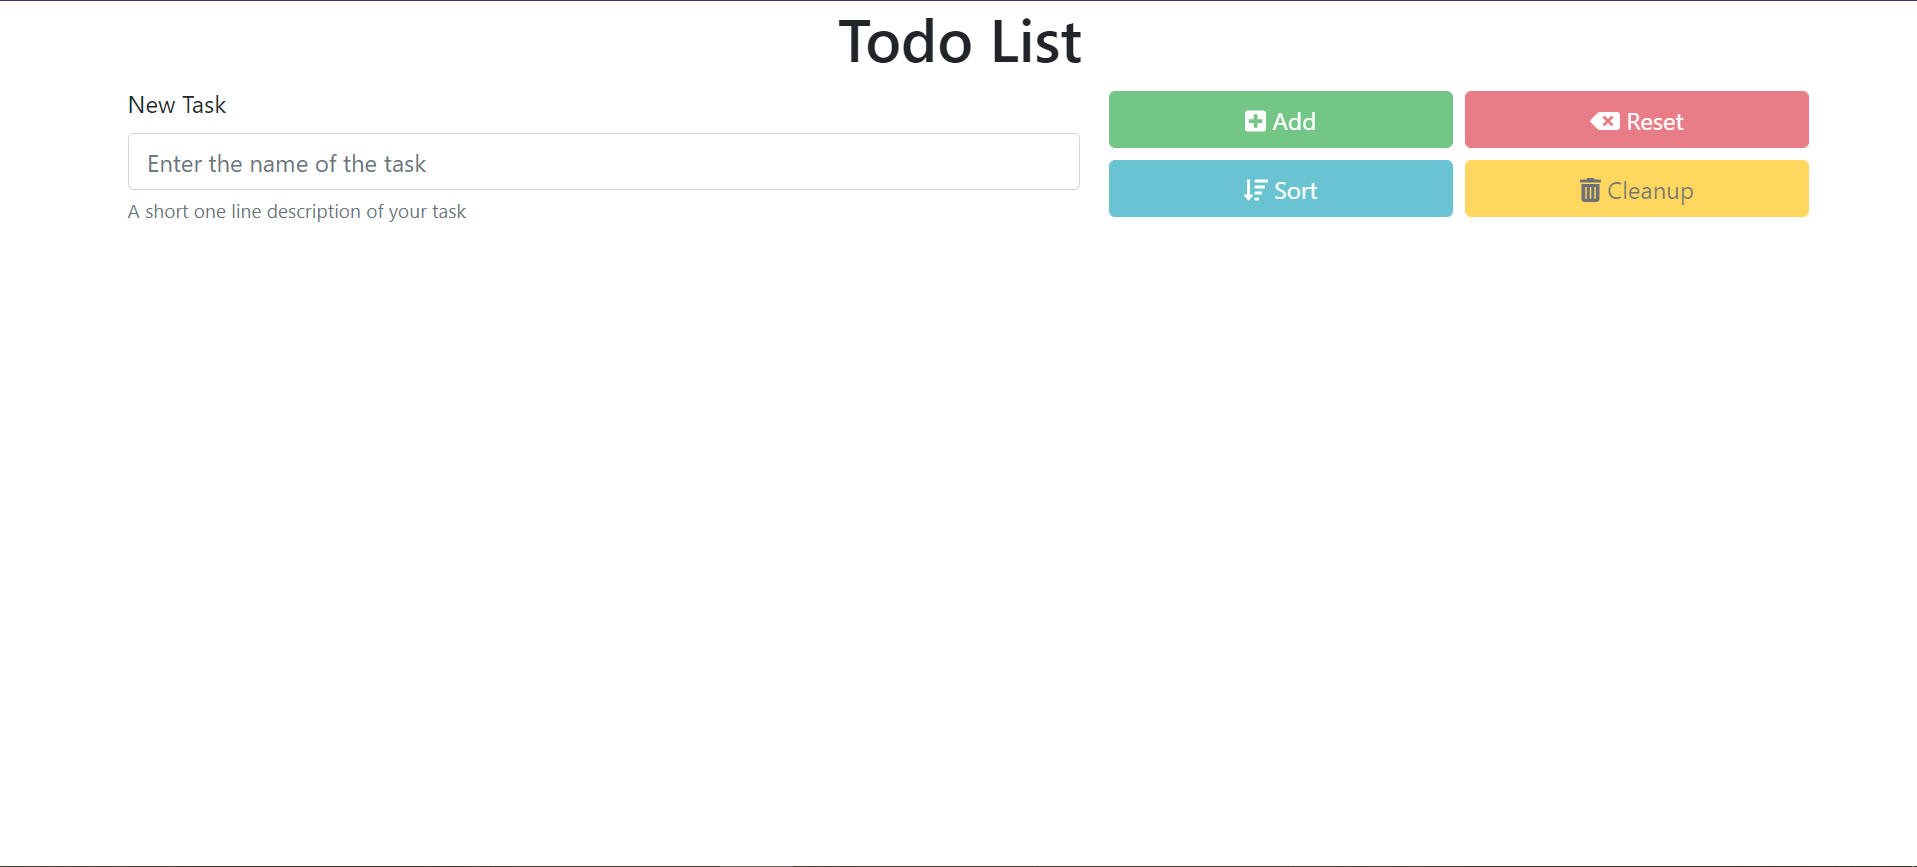 Todo List
New Task
Enter the name of the task
A short one line description of your task
Add
Reset
Sort
Cleanup